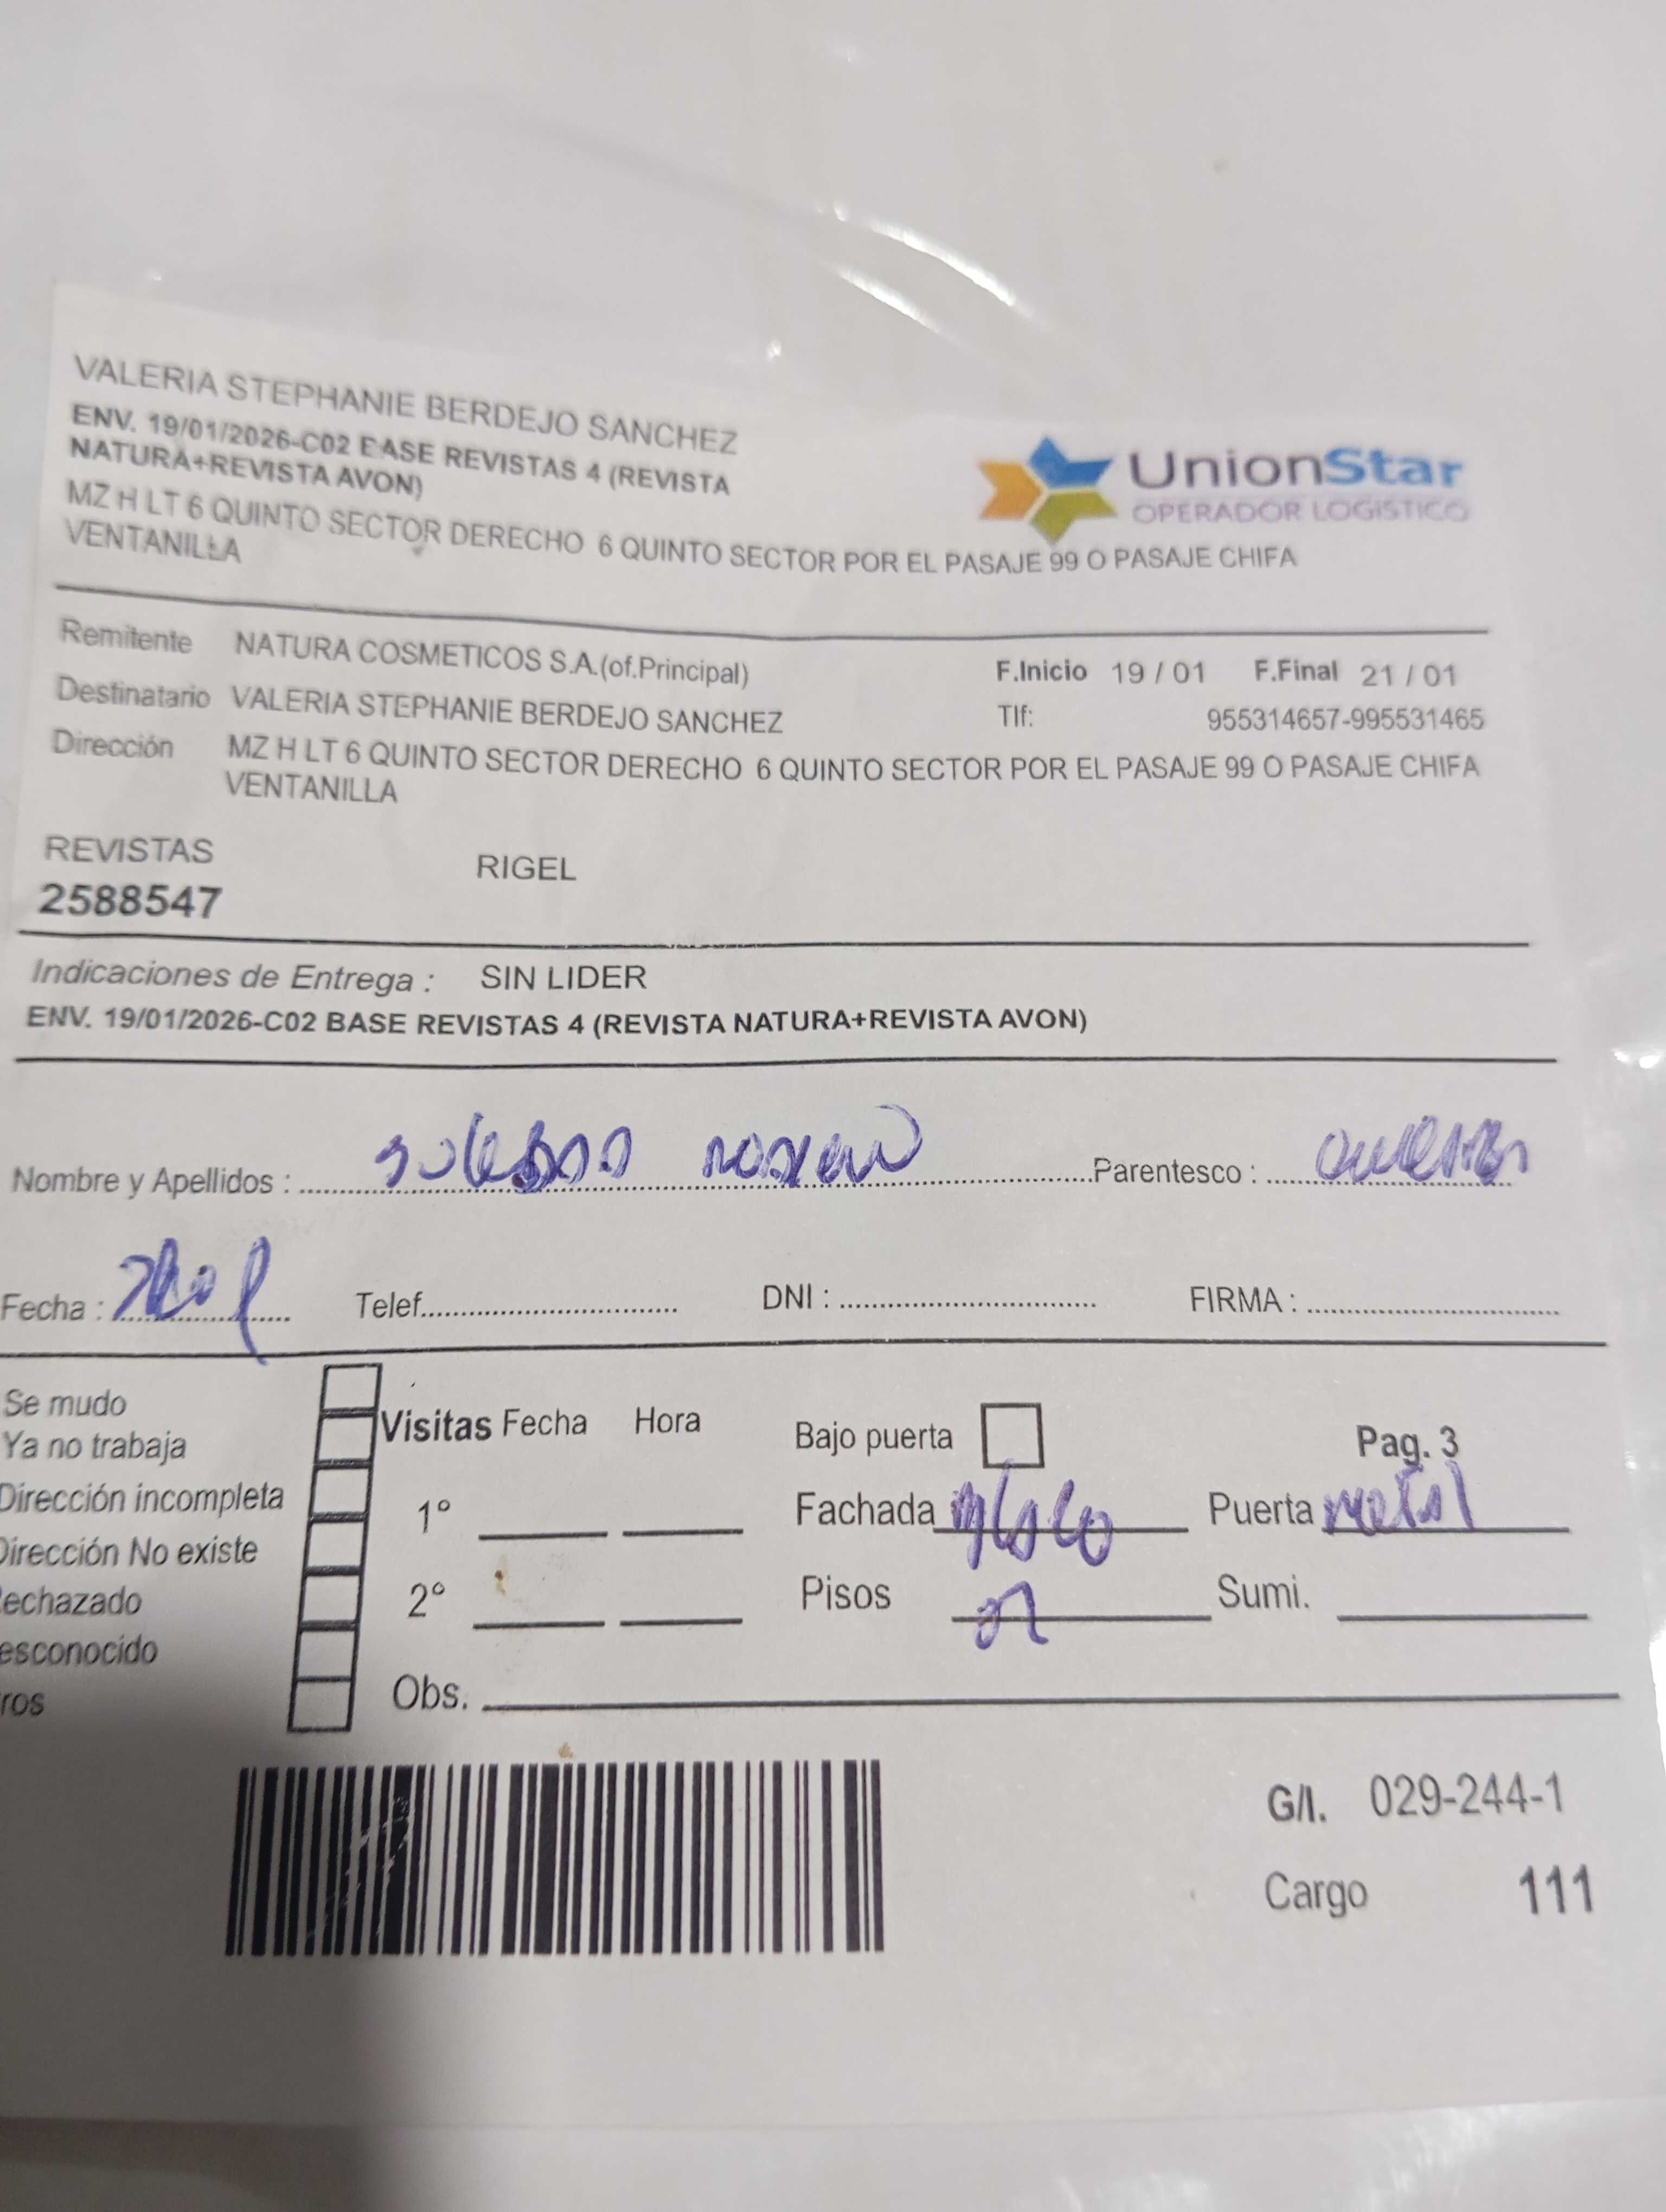 VALERIA STEPHANIE BERDEJO SANCHEZ
ENV. 19/01/2026-C02 BASE REVISTAS 4 (REVISTA
NATURA+REVISTA AVON)
MZ H LT 6 QUINTO SECTOR DERECHO 6 QUINTO SECTOR POR EL PASAJE 99 O PASAJE CHIFA
VENTANILLA
UnionStar
OPERADOR LOGÍSTICO
Remitente NATURA COSMETICOS S.A.(of.Principal) F.Inicio 19 / 01 F.Final 21 / 01
Destinatario VALERIA STEPHANIE BERDEJO SANCHEZ Tlf: 955314657-995531465
Dirección MZ H LT 6 QUINTO SECTOR DERECHO 6 QUINTO SECTOR POR EL PASAJE 99 O PASAJE CHIFA
VENTANILLA
REVISTAS RIGEL
2588547
Indicaciones de Entrega : SIN LIDER
ENV. 19/01/2026-C02 BASE REVISTAS 4 (REVISTA NATURA+REVISTA AVON)
Nombre y Apellidos : Parentesco :
Fecha : Telef. DNI : FIRMA :
Se mudo
Ya no trabaja
Dirección incompleta
Dirección No existe
echazado
esconocido
ros
Visitas Fecha Hora Bajo puerta Pag. 3
1° Fachada Puerta metal
2° Pisos Sumi.
Obs.
G/I. 029-244-1
Cargo 111